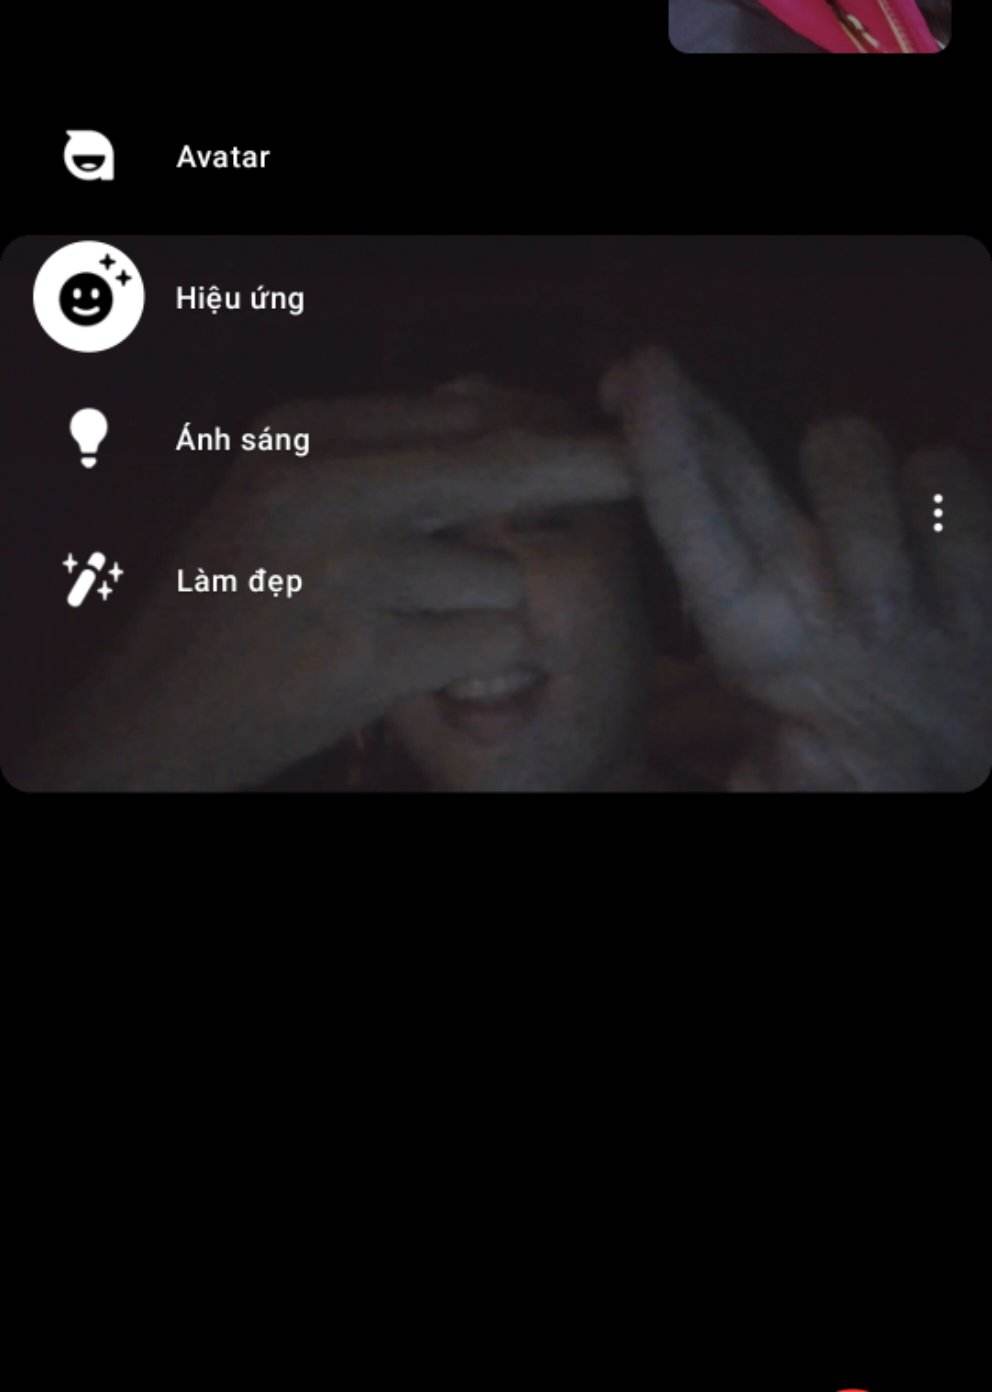 Avatar
Hiệu ứng
Ánh sáng
Làm đẹp